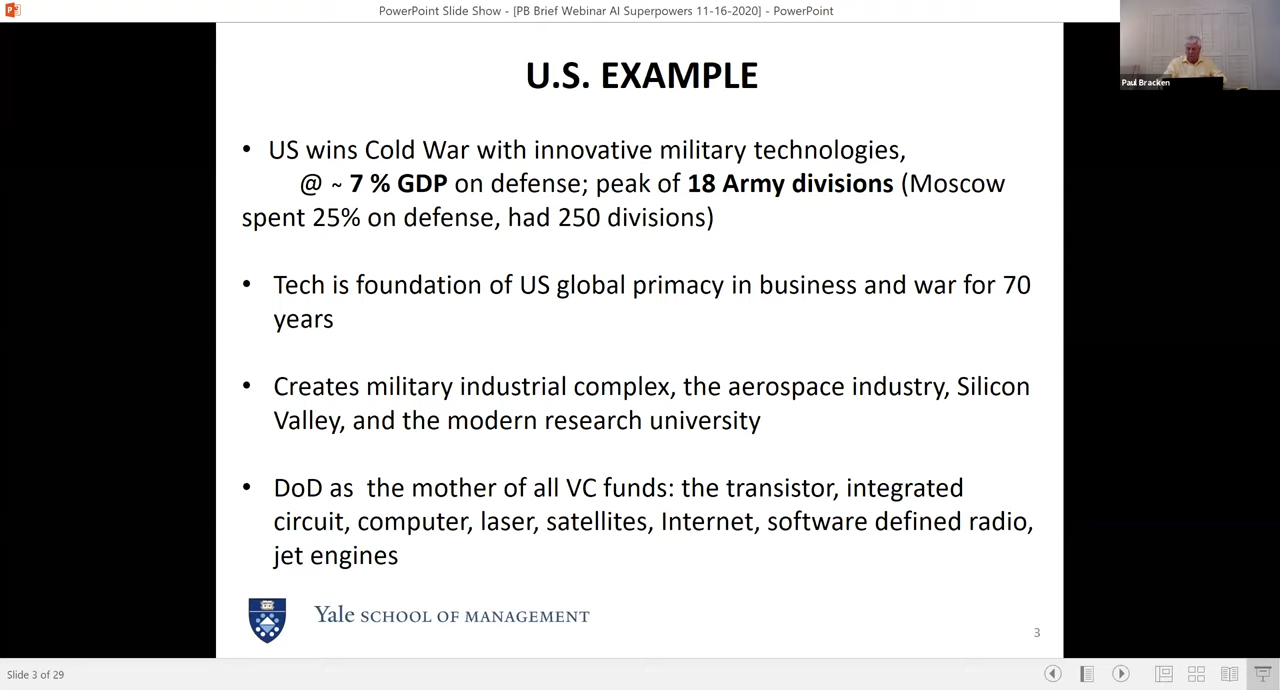 PowerPoint Slide Show - [PB Brief Webinar AI Superpowers 11-16-2020] - PowerPoint
Paul Bracken
U.S. EXAMPLE
• US wins Cold War with innovative military technologies,
@ ~ 7 % GDP on defense; peak of 18 Army divisions (Moscow
spent 25% on defense, had 250 divisions)
• Tech is foundation of US global primacy in business and war for 70
years
• Creates military industrial complex, the aerospace industry, Silicon
Valley, and the modern research university
• DoD as  the mother of all VC funds: the transistor, integrated
circuit, computer, laser, satellites, Internet, software defined radio,
jet engines
Yale SCHOOL OF MANAGEMENT
3
Slide 3 of 29